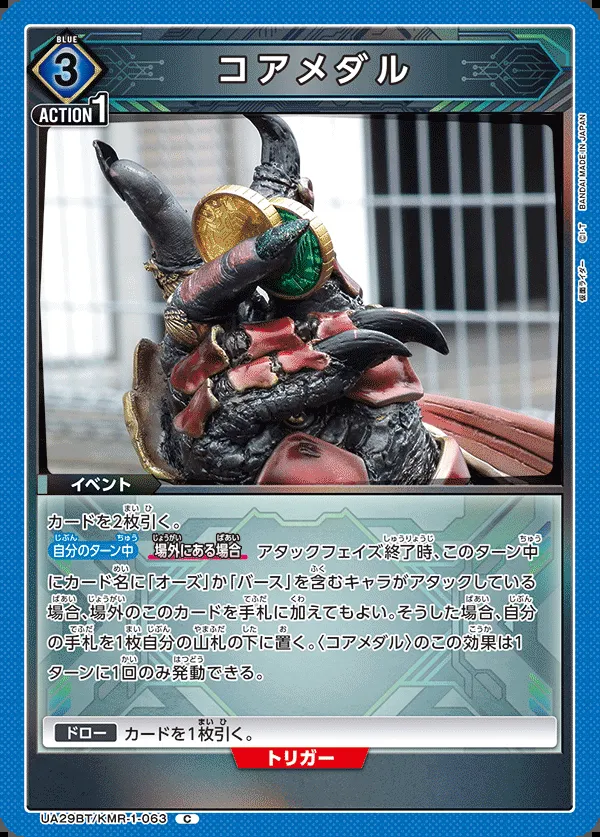 BLUE
3
コアメダル
ACTION 1
BANDAI MADE IN JAPAN
仮面ライダー ©I・T
イベント
カードを2枚引く。
自分のターン中 場外にある場合 アタックフェイズ終了時、このターン中
にカード名に「オーズ」か「バース」を含むキャラがアタックしている
場合、場外のこのカードを手札に加えてもよい。そうした場合、自分
の手札を1枚自分の山札の下に置く。〈コアメダル〉のこの効果は1
ターンに1回のみ発動できる。
ドロー カードを1枚引く。
トリガー
UA29BT/KMR-1-063 C